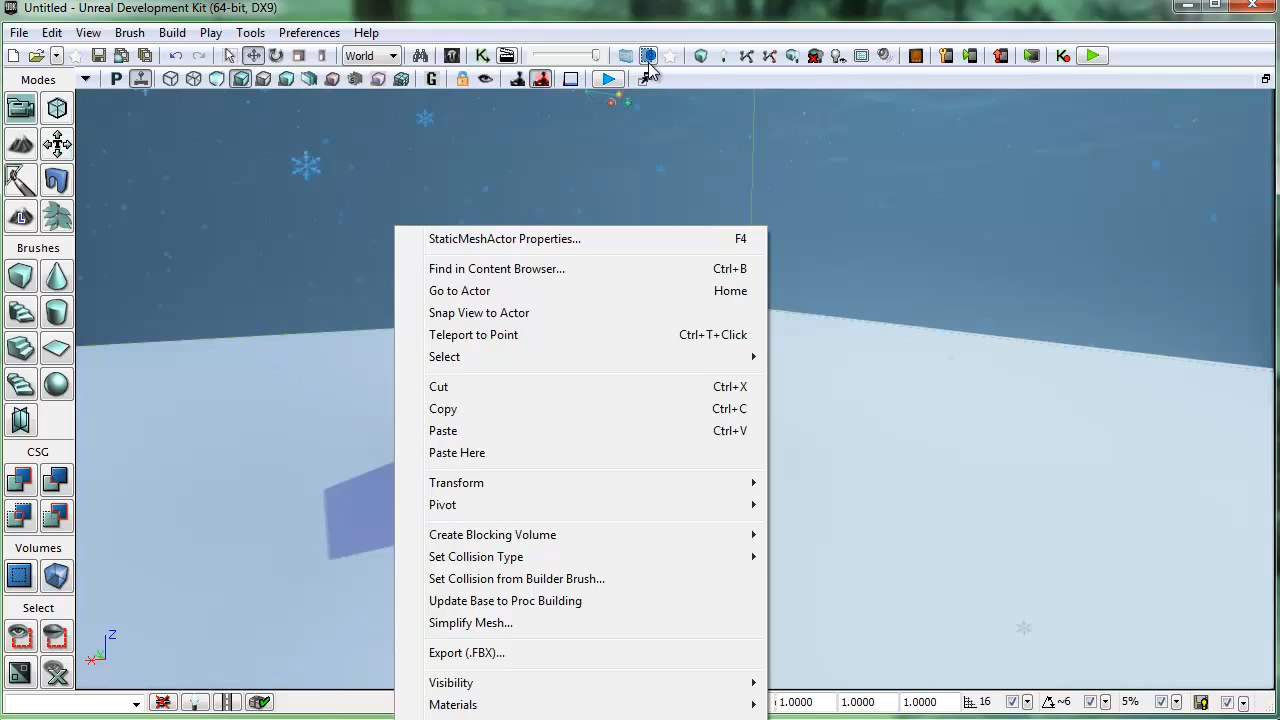 Untitled - Unreal Development Kit (64-bit, DX9)
File Edit View Brush Build Play Tools Preferences Help
World
Modes
P
G
L
Brushes
CSG
Volumes
Select
StaticMeshActor Properties... F4
Find in Content Browser... Ctrl+B
Go to Actor Home
Snap View to Actor
Teleport to Point Ctrl+T+Click
Select
Cut Ctrl+X
Copy Ctrl+C
Paste Ctrl+V
Paste Here
Transform
Pivot
Create Blocking Volume
Set Collision Type
Set Collision from Builder Brush...
Update Base to Proc Building
Simplify Mesh...
Export (.FBX)...
Visibility
Materials
Z
1.0000 1.0000 1.0000 16 ~6 5%